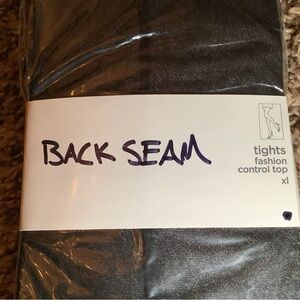 BACK SEAM
tights
fashion
control top
xl